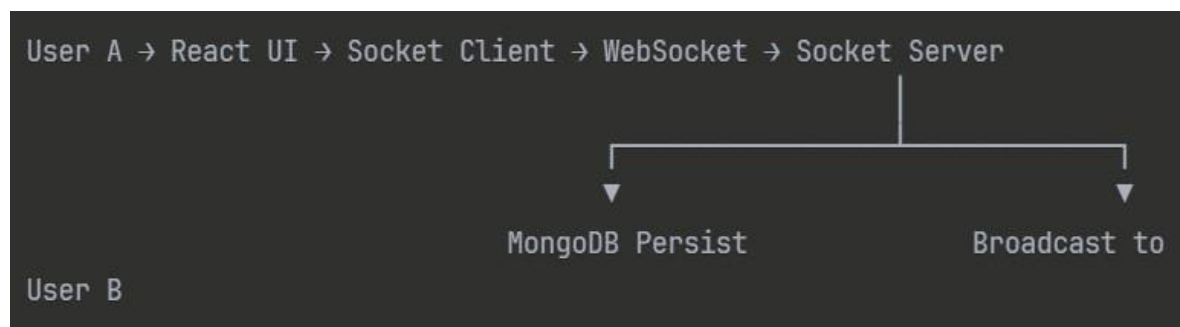 User A → React UI → Socket Client → WebSocket → Socket Server
MongoDB Persist Broadcast to
User B